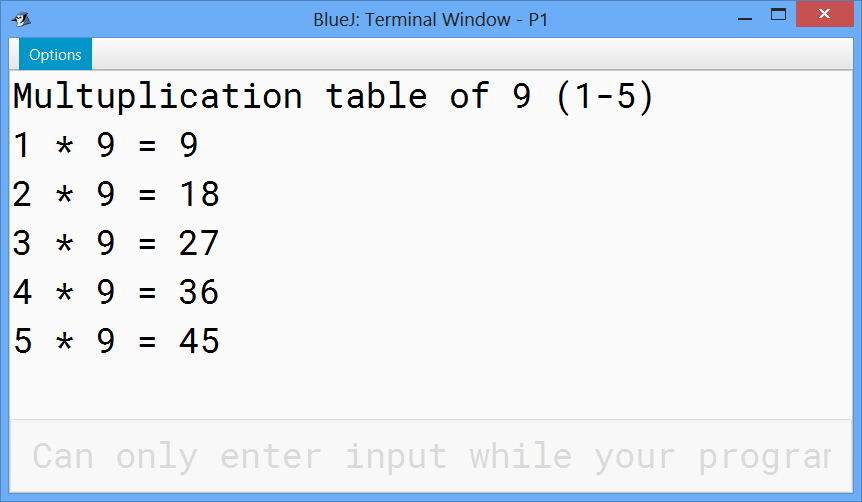 BlueJ: Terminal Window - P1
Options
Multuplication table of 9 (1-5)
1 * 9 = 9
2 * 9 = 18
3 * 9 = 27
4 * 9 = 36
5 * 9 = 45
Can only enter input while your